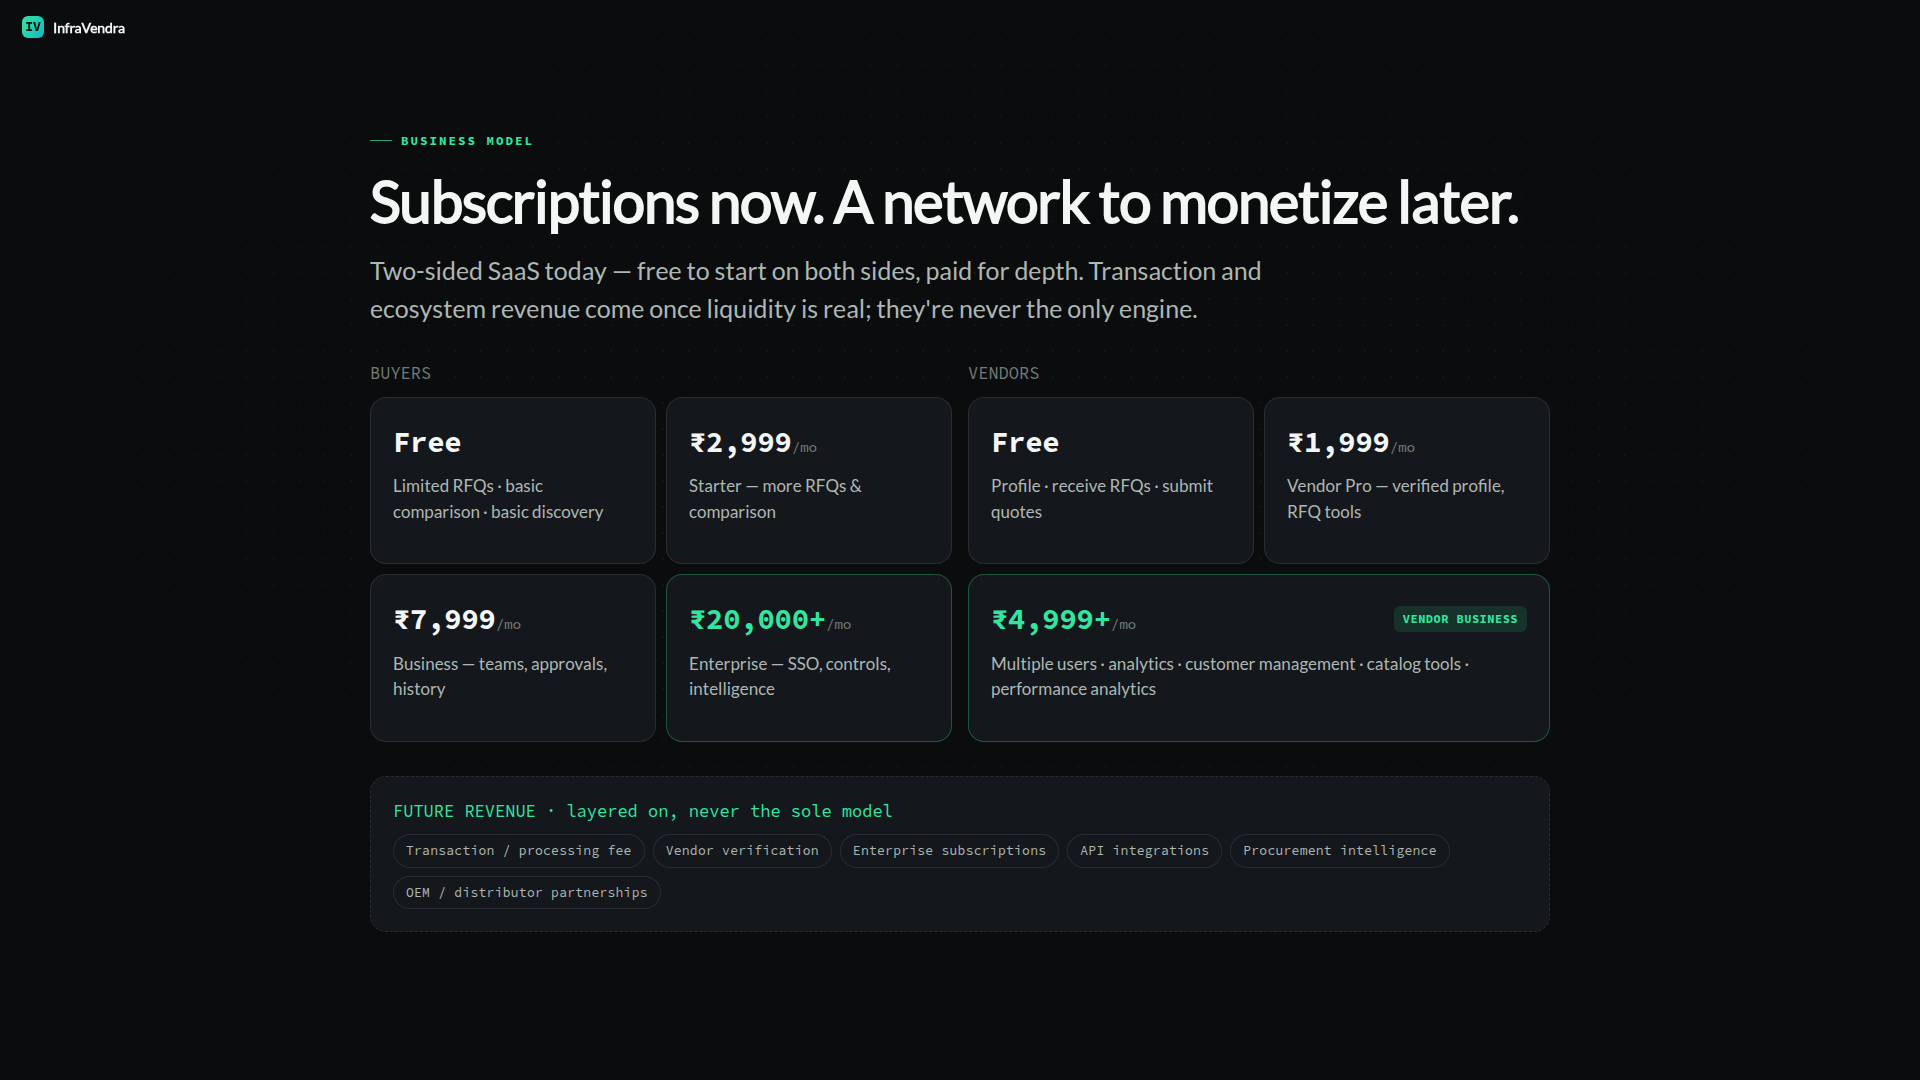 IV InfraVendra
BUSINESS MODEL
Subscriptions now. A network to monetize later.
Two-sided SaaS today — free to start on both sides, paid for depth. Transaction and
ecosystem revenue come once liquidity is real; they're never the only engine.
BUYERS
Free
Limited RFQs · basic
comparison · basic discovery
₹2,999/mo
Starter — more RFQs &
comparison
₹7,999/mo
Business — teams, approvals,
history
₹20,000+/mo
Enterprise — SSO, controls,
intelligence
VENDORS
Free
Profile · receive RFQs · submit
quotes
₹1,999/mo
Vendor Pro — verified profile,
RFQ tools
₹4,999+/mo
VENDOR BUSINESS
Multiple users · analytics · customer management · catalog tools ·
performance analytics
FUTURE REVENUE · layered on, never the sole model
Transaction / processing fee
Vendor verification
Enterprise subscriptions
API integrations
Procurement intelligence
OEM / distributor partnerships